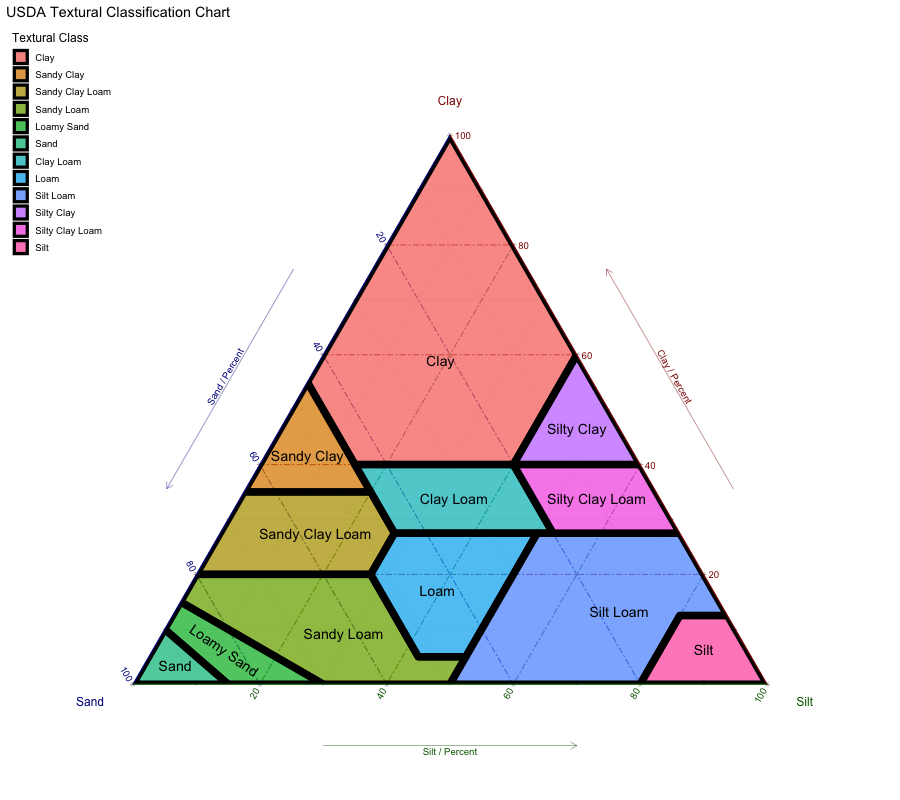 USDA Textural Classification Chart
Textural Class
Clay
Sandy Clay
Sandy Clay Loam
Sandy Loam
Loamy Sand
Sand
Clay Loam
Loam
Silt Loam
Silty Clay
Silty Clay Loam
Silt
Clay
100
20
80
Sand / Percent
40
60
Clay / Percent
Clay
Silty Clay
60
Sandy Clay
40
Clay Loam
Silty Clay Loam
Sandy Clay Loam
80
20
Loam
Silt Loam
Sandy Loam
Loamy Sand
Silt
Sand
100
20
40
60
80
100
Sand
Silt
Silt / Percent